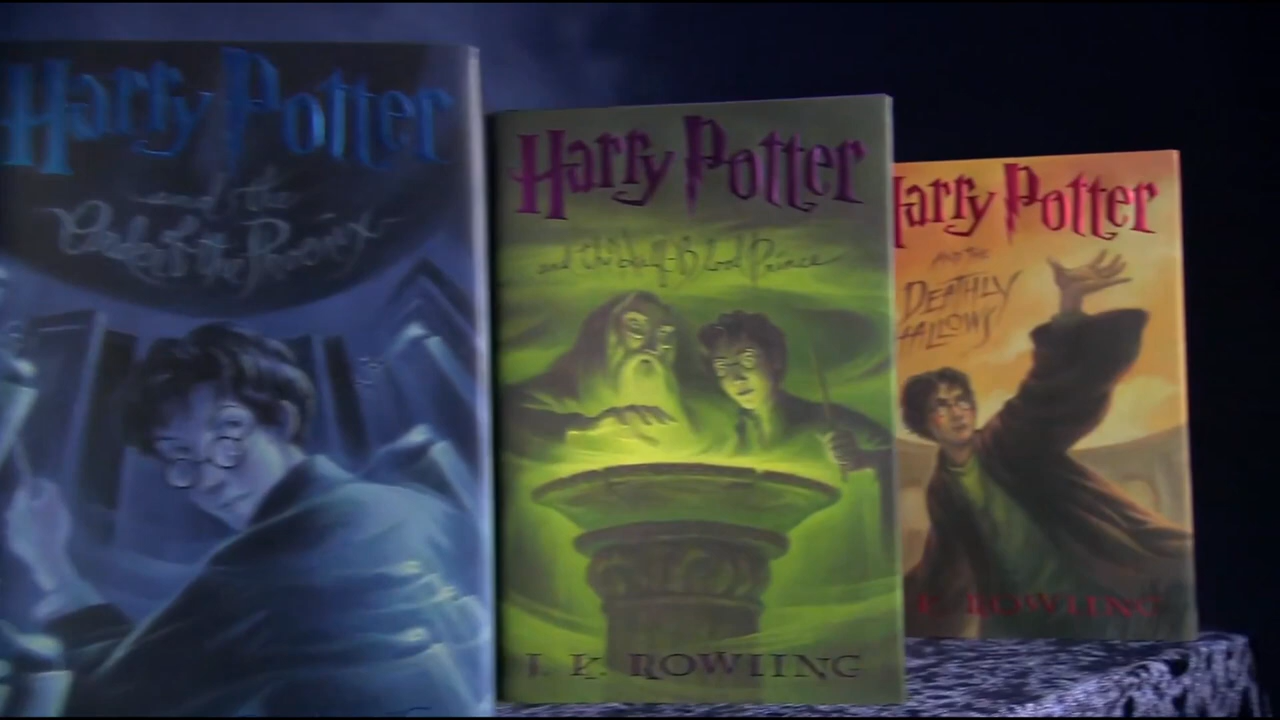 Harry Potter
and the
Order of the Phoenix
Harry Potter
and the Half-Blood Prince
J. K. ROWLING
Harry Potter
AND THE
DEATHLY
HALLOWS
K. ROWLING